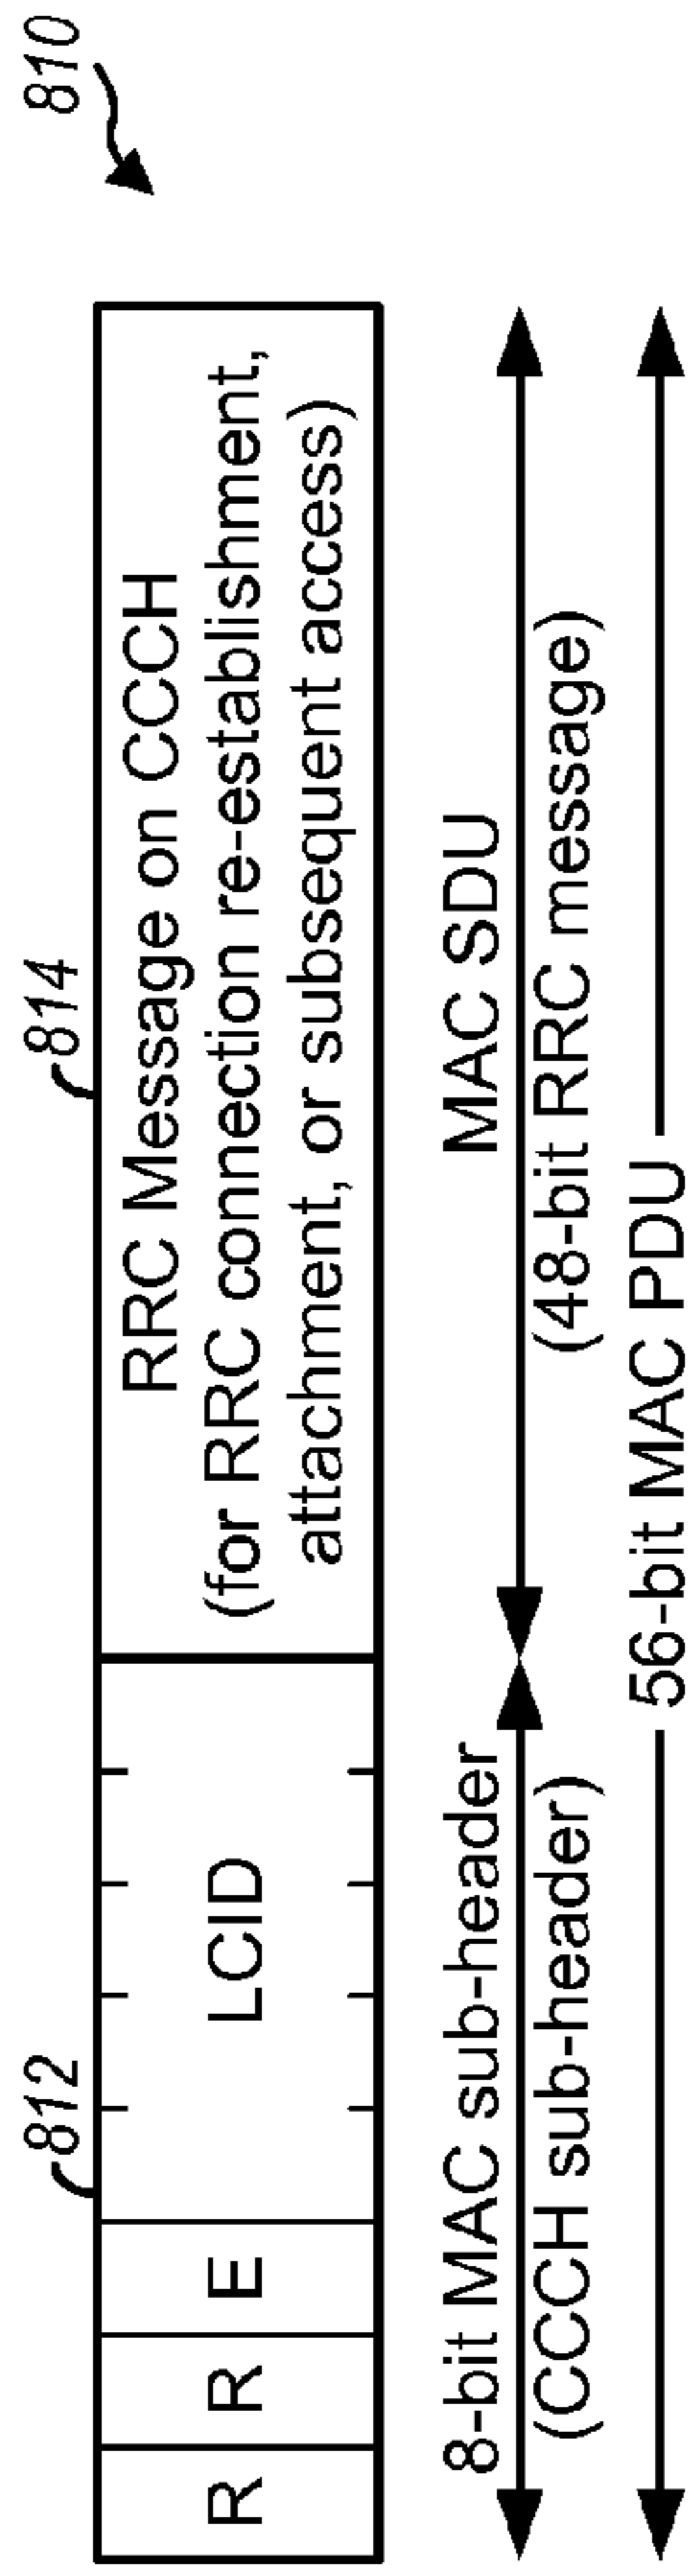 810
812
814
R R E LCID
RRC Message on CCCH
(for RRC connection re-establishment,
attachment, or subsequent access)
8-bit MAC sub-header
(CCCH sub-header)
MAC SDU
(48-bit RRC message)
56-bit MAC PDU